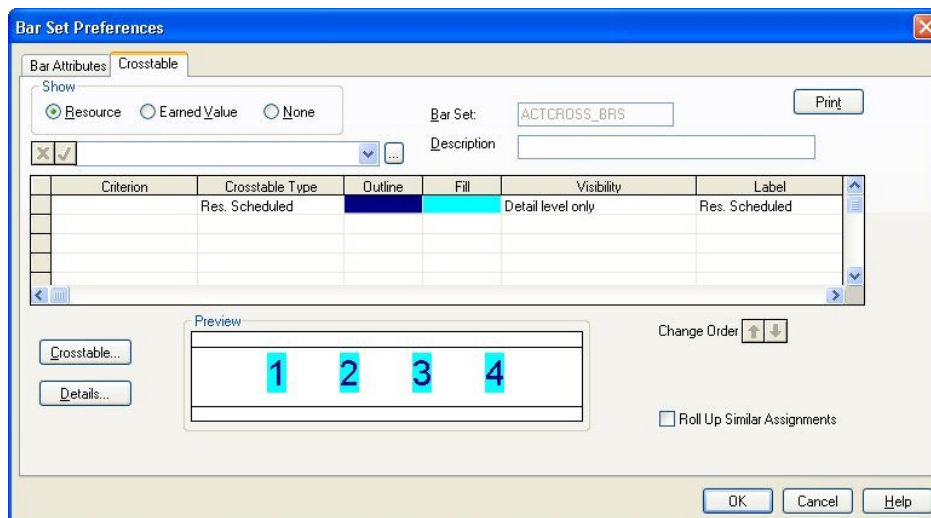 Bar Set Preferences
Bar Attributes Crosstable
Show
Resource Earned Value None
Print
Bar Set: ACTCROSS_BRS
Description
...
Criterion Crosstable Type Outline Fill Visibility Label
Res. Scheduled Detail level only Res. Scheduled
Preview
Change Order
Crosstable...
1 2 3 4
Details...
Roll Up Similar Assignments
OK Cancel Help